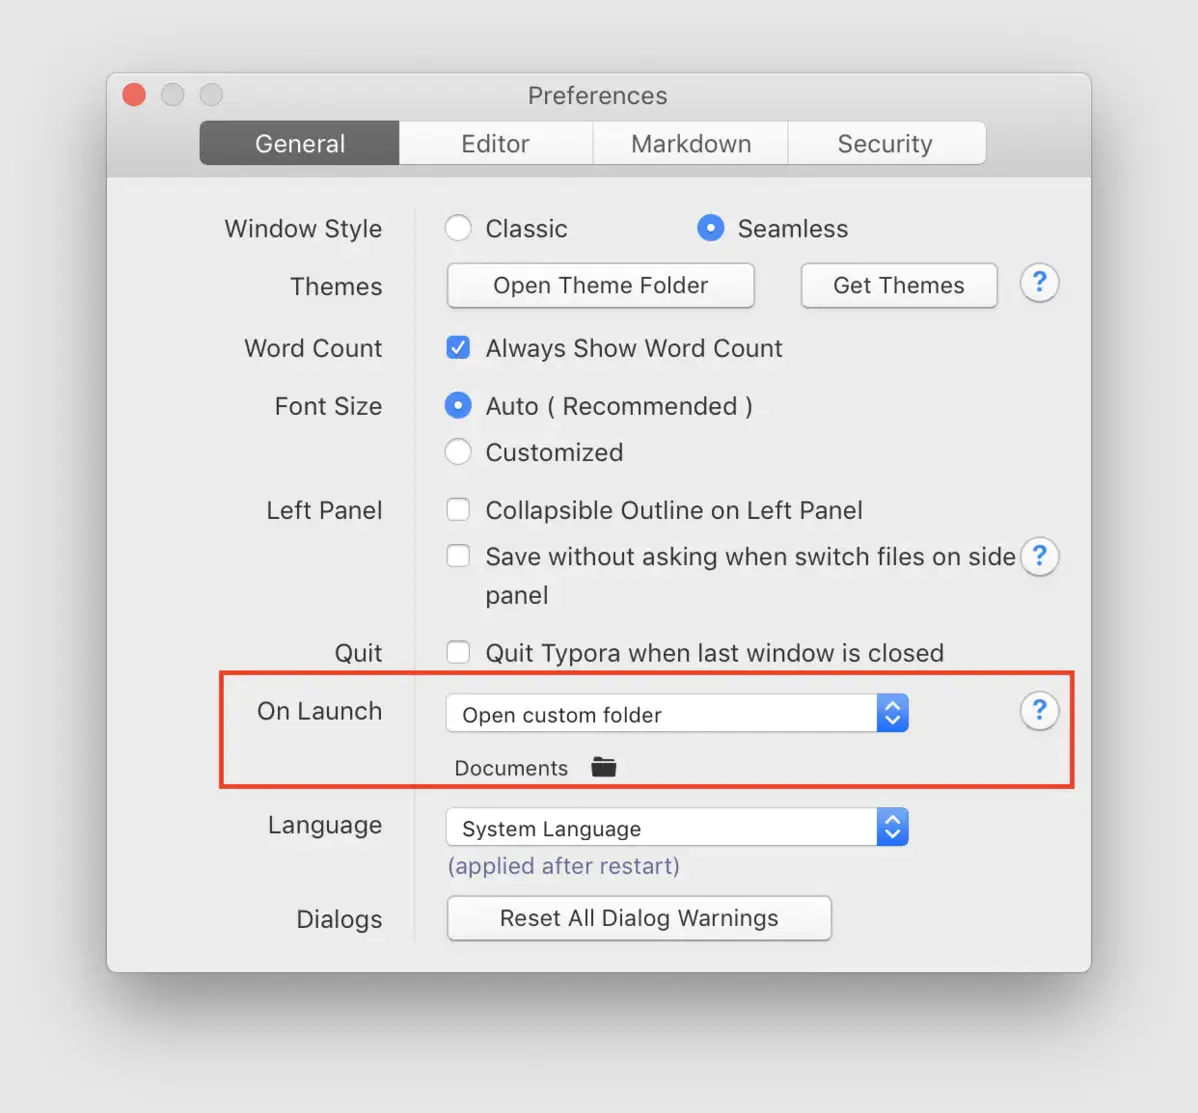 Preferences
General Editor Markdown Security
Window Style Classic Seamless
Themes Open Theme Folder Get Themes ?
Word Count Always Show Word Count
Font Size Auto ( Recommended )
Customized
Left Panel Collapsible Outline on Left Panel
Save without asking when switch files on side ?
panel
Quit Quit Typora when last window is closed
On Launch Open custom folder ?
Documents
Language System Language
(applied after restart)
Dialogs Reset All Dialog Warnings